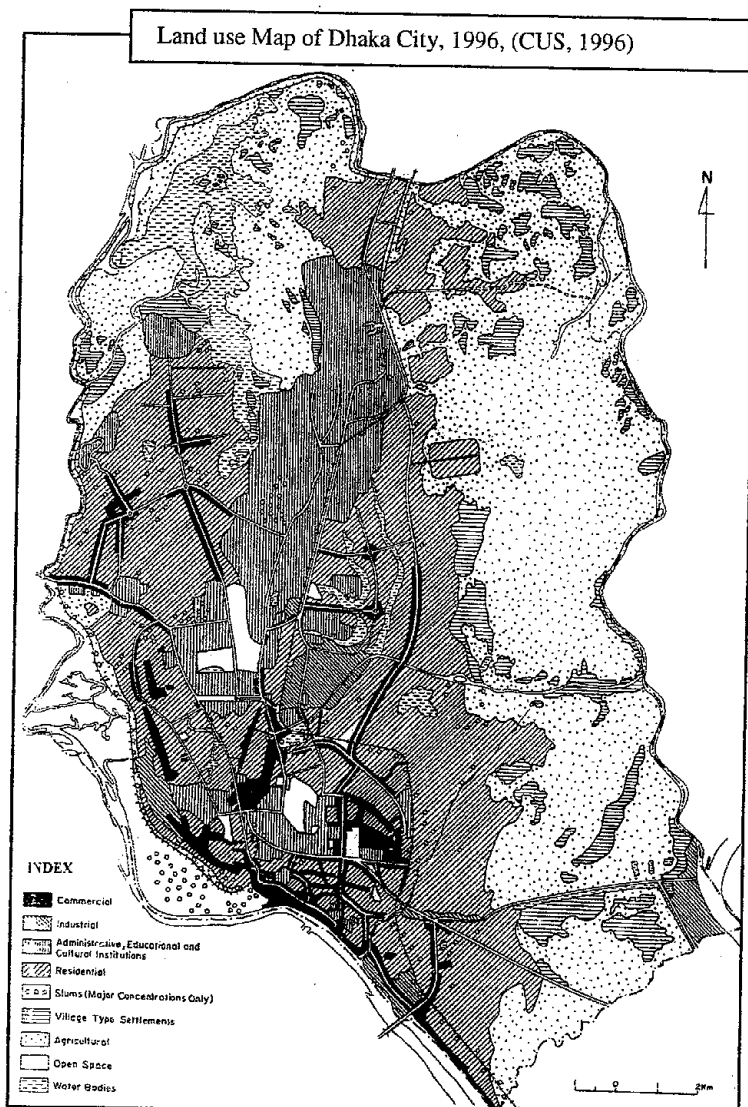 Land use Map of Dhaka City, 1996, (CUS, 1996)
N
INDEX
Commercial
Industrial
Administrative, Educational and
Cultural Institutions
Residential
Slums (Major Concentrations Only)
Village Type Settlements
Agricultural
Open Space
Water Bodies
1 0 1 2Km